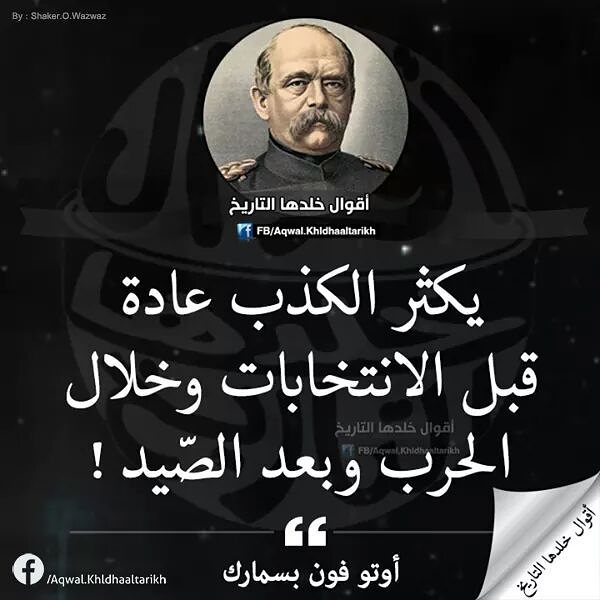 By : Shaker.O.Wazwaz
أقوال خلدها التاريخ
FB/Aqwal.Khldhaaltarikh
يكثر الكذب عادة
قبل الانتخابات وخلال
أقوال خلدها التاريخ
FB/Aqwal.Khldhaaltarikh
الحرب وبعد الصّيد !
أوتو فون بسمارك
/Aqwal.Khldhaaltarikh
أقوال خلدها التاريخ